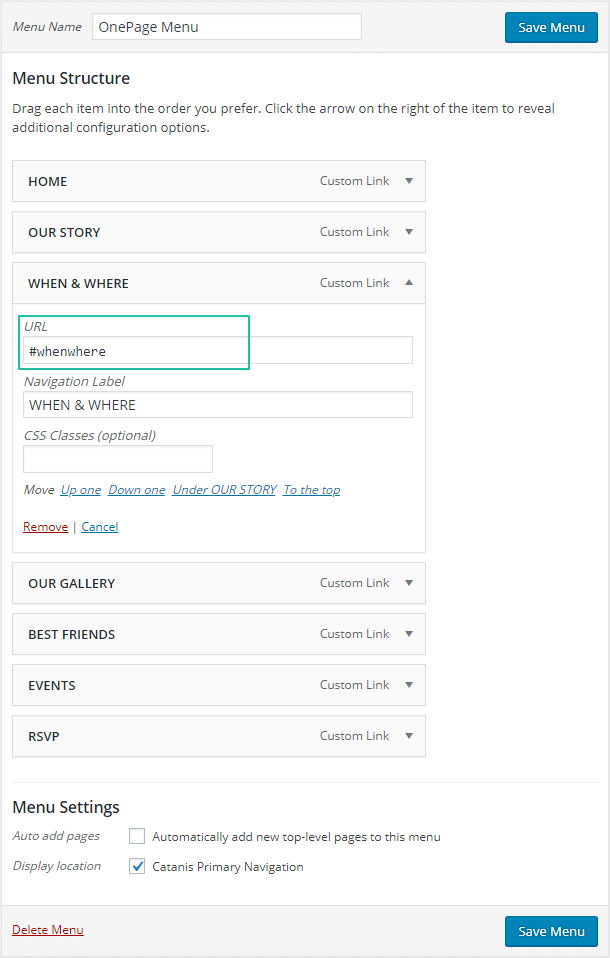 Menu Name OnePage Menu Save Menu
Menu Structure
Drag each item into the order you prefer. Click the arrow on the right of the item to reveal
additional configuration options.
HOME Custom Link
OUR STORY Custom Link
WHEN & WHERE Custom Link
URL
#whenwhere
Navigation Label
WHEN & WHERE
CSS Classes (optional)
Move Up one Down one Under OUR STORY To the top
Remove | Cancel
OUR GALLERY Custom Link
BEST FRIENDS Custom Link
EVENTS Custom Link
RSVP Custom Link
Menu Settings
Auto add pages Automatically add new top-level pages to this menu
Display location Catanis Primary Navigation
Delete Menu Save Menu